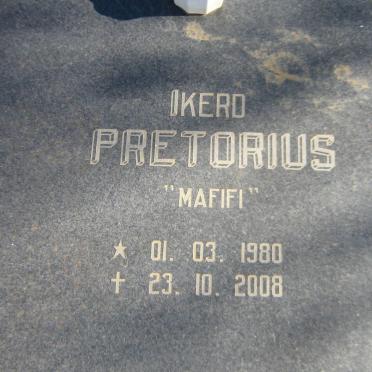 IKERD
PRETORIUS
"MAFIFI"
★ 01. 03. 1980
✝ 23. 10. 2008